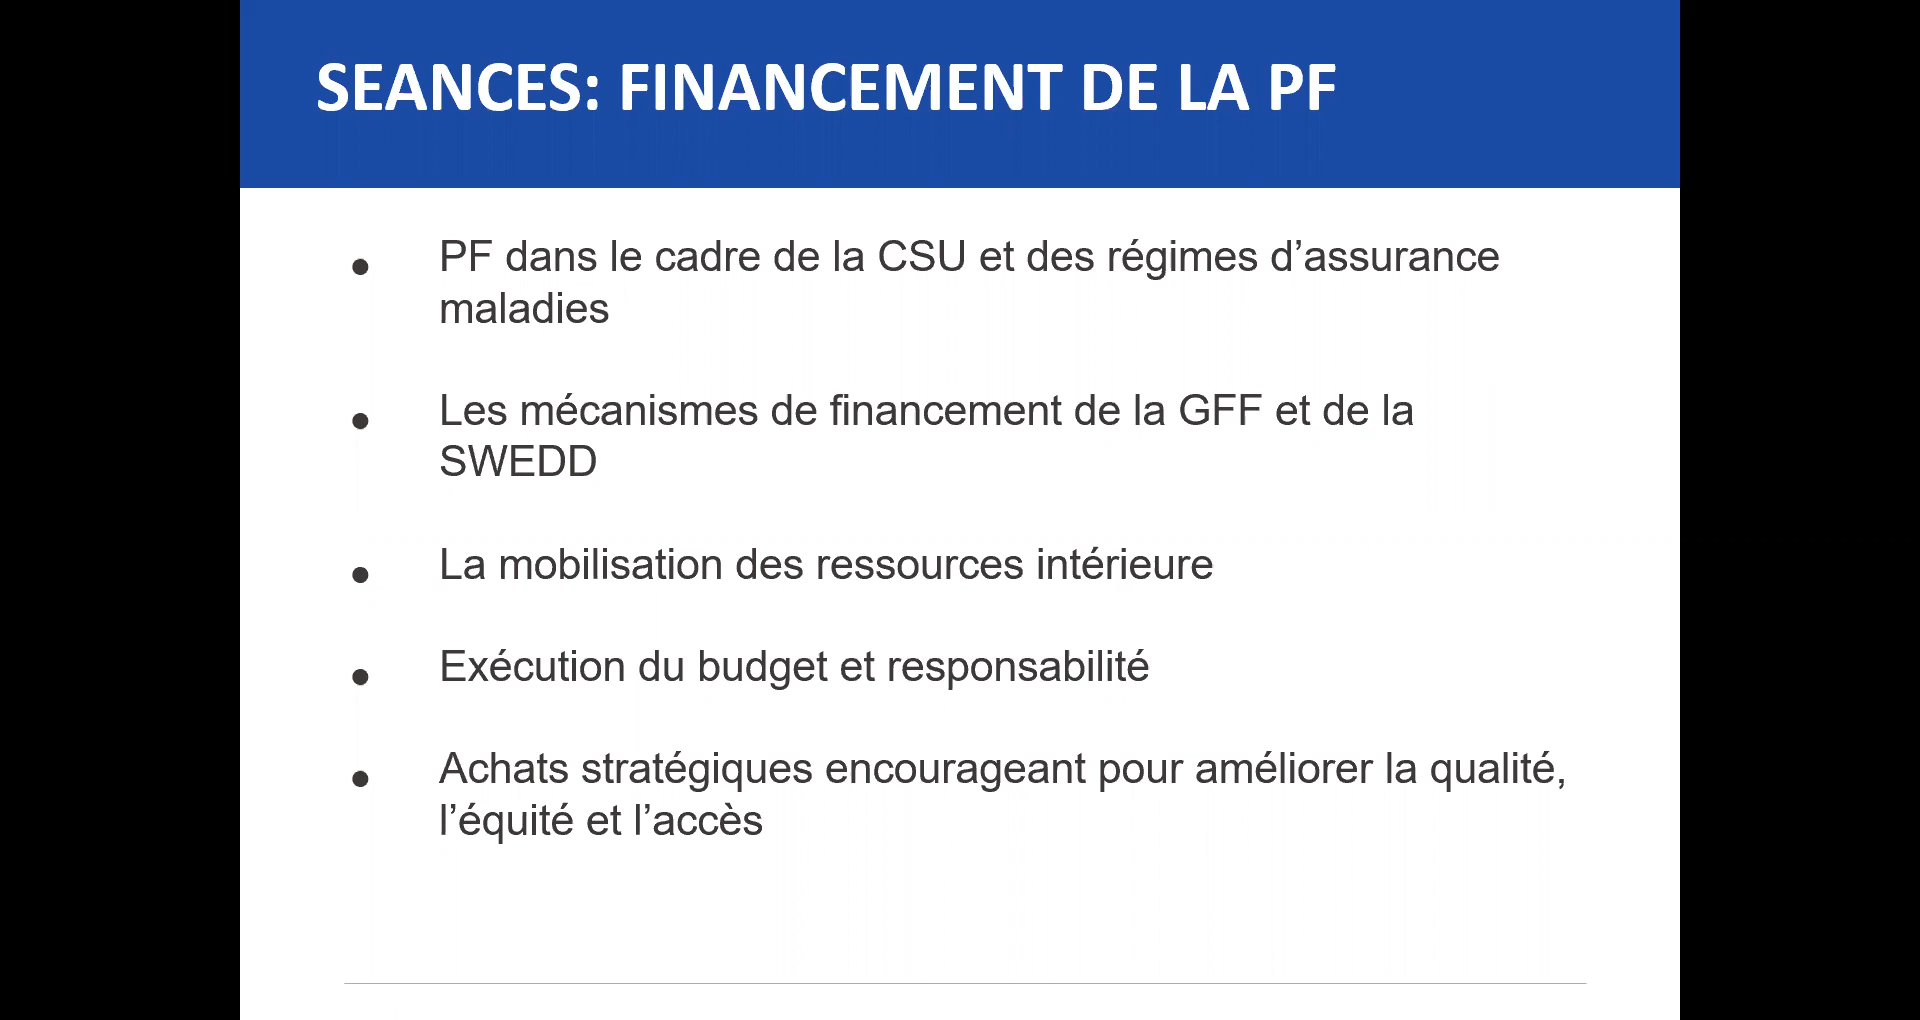 SEANCES: FINANCEMENT DE LA PF
• PF dans le cadre de la CSU et des régimes d’assurance
maladies
• Les mécanismes de financement de la GFF et de la
SWEDD
• La mobilisation des ressources intérieure
• Exécution du budget et responsabilité
• Achats stratégiques encourageant pour améliorer la qualité,
l’équité et l’accès